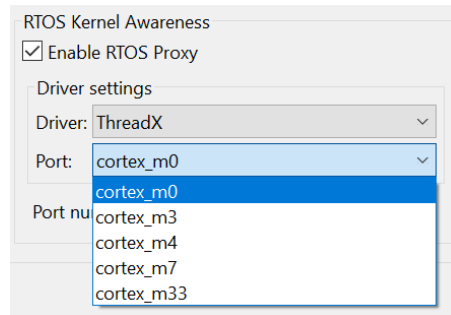 RTOS Kernel Awareness
Enable RTOS Proxy
Driver settings
Driver: ThreadX
Port: cortex_m0
cortex_m0
Port nu
cortex_m3
cortex_m4
cortex_m7
cortex_m33